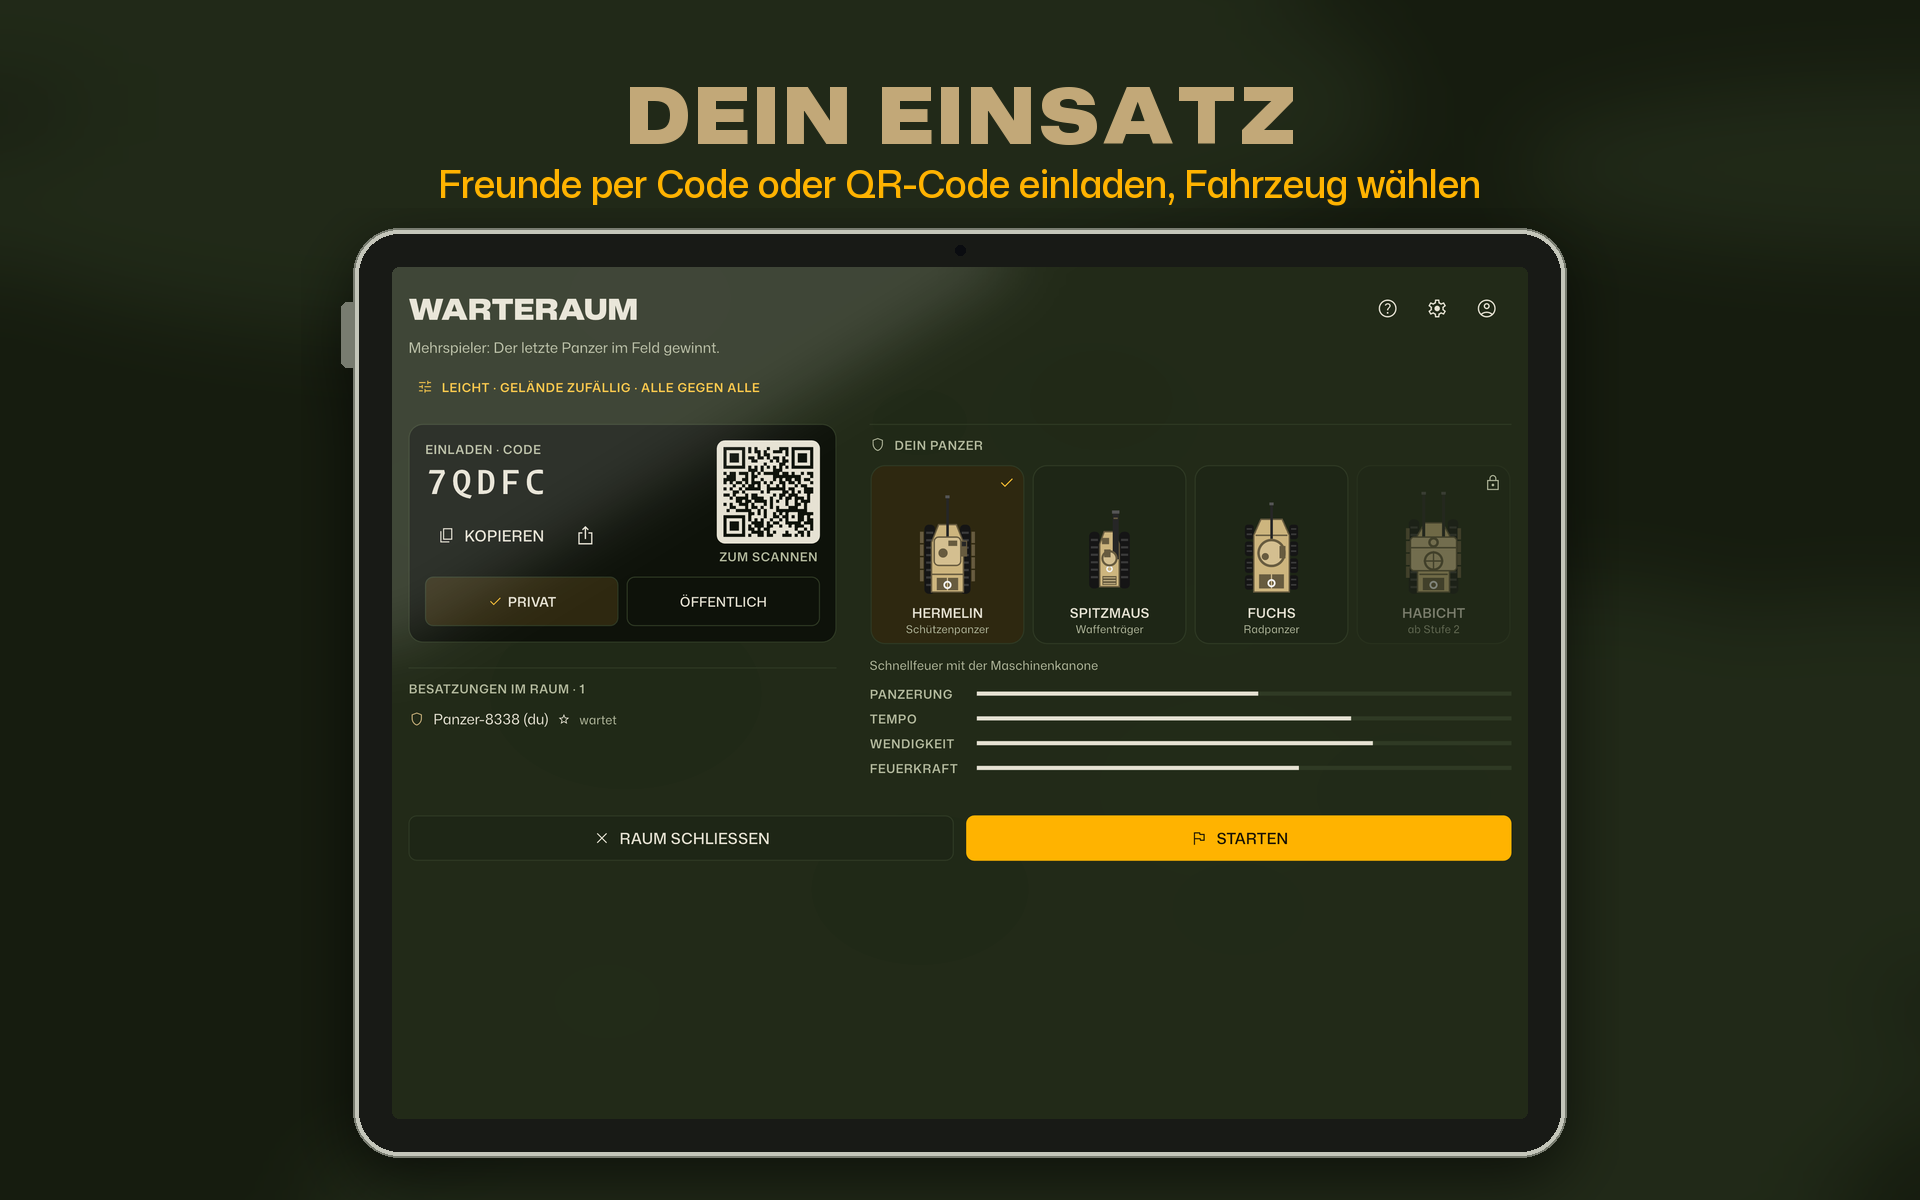 DEIN EINSATZ
Freunde per Code oder QR-Code einladen, Fahrzeug wählen
WARTERAUM
Mehrspieler: Der letzte Panzer im Feld gewinnt.
LEICHT · GELÄNDE ZUFÄLLIG · ALLE GEGEN ALLE
EINLADEN · CODE
7QDFC
KOPIEREN
ZUM SCANNEN
PRIVAT
ÖFFENTLICH
BESATZUNGEN IM RAUM · 1
Panzer-8338 (du) wartet
DEIN PANZER
HERMELIN
Schützenpanzer
SPITZMAUS
Waffenträger
FUCHS
Radpanzer
HABICHT
ab Stufe 2
Schnellfeuer mit der Maschinenkanone
PANZERUNG
TEMPO
WENDIGKEIT
FEUERKRAFT
RAUM SCHLIESSEN
STARTEN